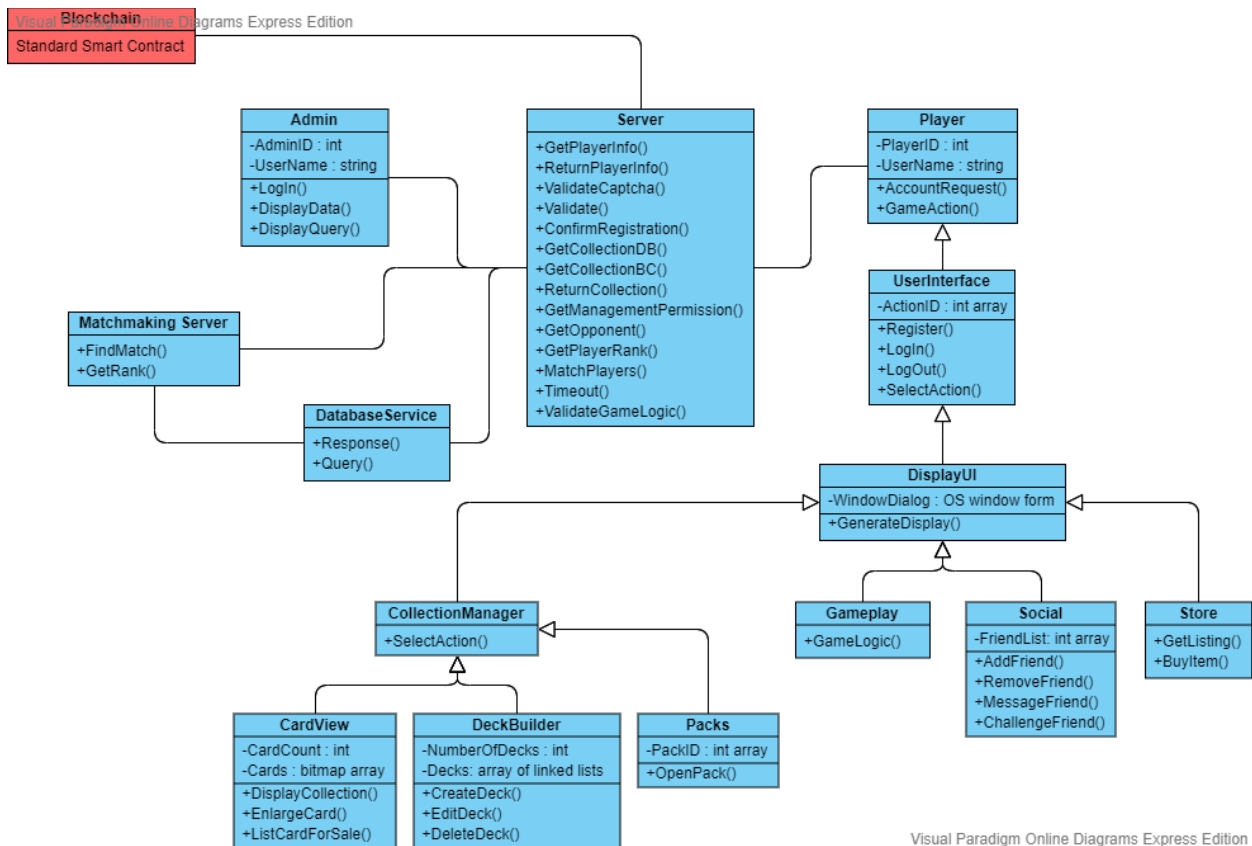 Visual Paradigm Online Diagrams Express Edition
Blockchain
Standard Smart Contract
Admin
-AdminID : int
-UserName : string
+LogIn()
+DisplayData()
+DisplayQuery()
Server
+GetPlayerInfo()
+ReturnPlayerInfo()
+ValidateCaptcha()
+Validate()
+ConfirmRegistration()
+GetCollectionDB()
+GetCollectionBC()
+ReturnCollection()
+GetManagementPermission()
+GetOpponent()
+GetPlayerRank()
+MatchPlayers()
+Timeout()
+ValidateGameLogic()
Player
-PlayerID : int
-UserName : string
+AccountRequest()
+GameAction()
UserInterface
-ActionID : int array
+Register()
+LogIn()
+LogOut()
+SelectAction()
Matchmaking Server
+FindMatch()
+GetRank()
DatabaseService
+Response()
+Query()
DisplayUI
-WindowDialog : OS window form
+GenerateDisplay()
CollectionManager
+SelectAction()
Gameplay
+GameLogic()
Social
-FriendList: int array
+AddFriend()
+RemoveFriend()
+MessageFriend()
+ChallengeFriend()
Store
+GetListing()
+BuyItem()
CardView
-CardCount : int
-Cards : bitmap array
+DisplayCollection()
+EnlargeCard()
+ListCardForSale()
DeckBuilder
-NumberOfDecks : int
-Decks: array of linked lists
+CreateDeck()
+EditDeck()
+DeleteDeck()
Packs
-PackID : int array
+OpenPack()
Visual Paradigm Online Diagrams Express Edition